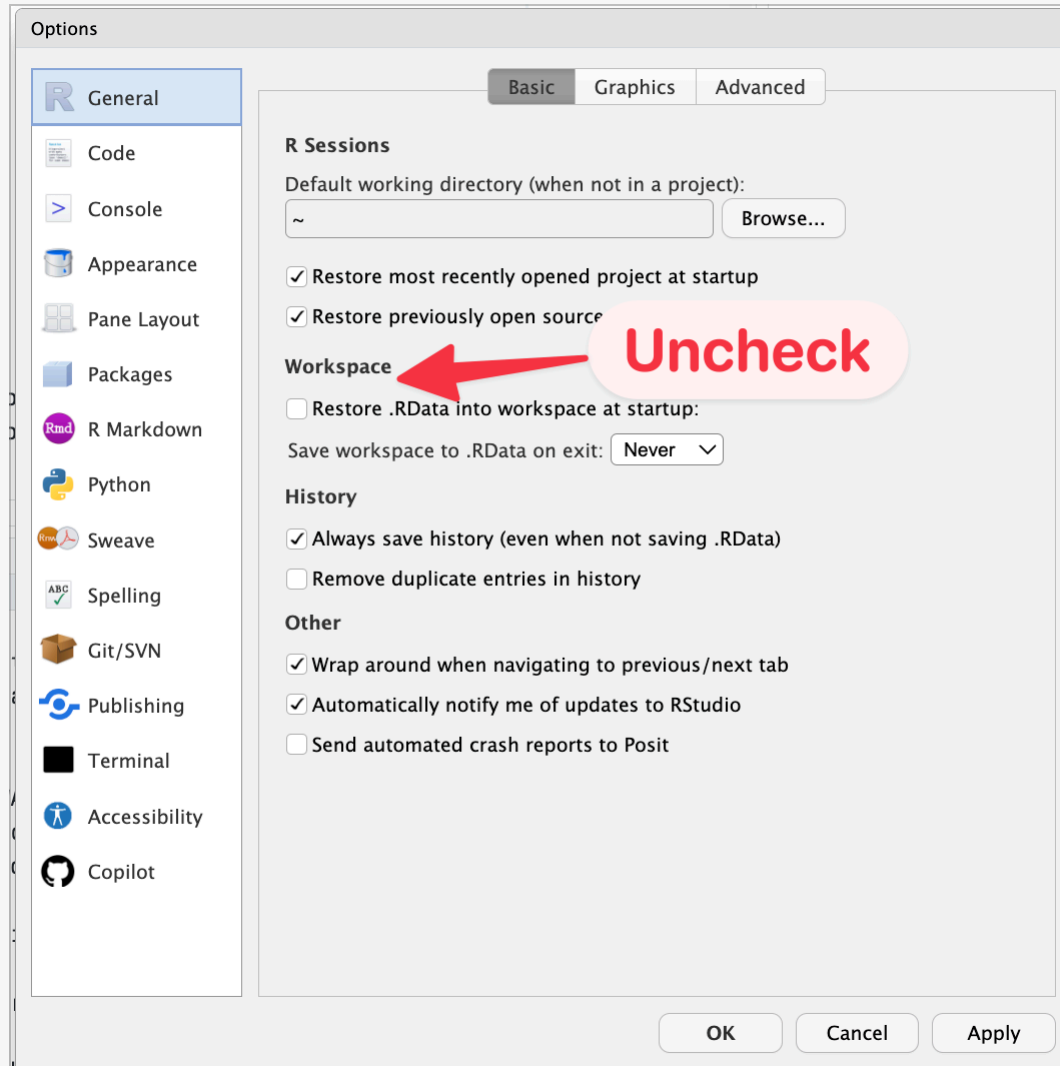 Options
General
Code
Console
Appearance
Pane Layout
Packages
R Markdown
Python
Sweave
Spelling
Git/SVN
Publishing
Terminal
Accessibility
Copilot
Basic Graphics Advanced
R Sessions
Default working directory (when not in a project):
~ Browse...
Restore most recently opened project at startup
Restore previously open source
Uncheck
Workspace
Restore .RData into workspace at startup:
Save workspace to .RData on exit: Never
History
Always save history (even when not saving .RData)
Remove duplicate entries in history
Other
Wrap around when navigating to previous/next tab
Automatically notify me of updates to RStudio
Send automated crash reports to Posit
OK Cancel Apply